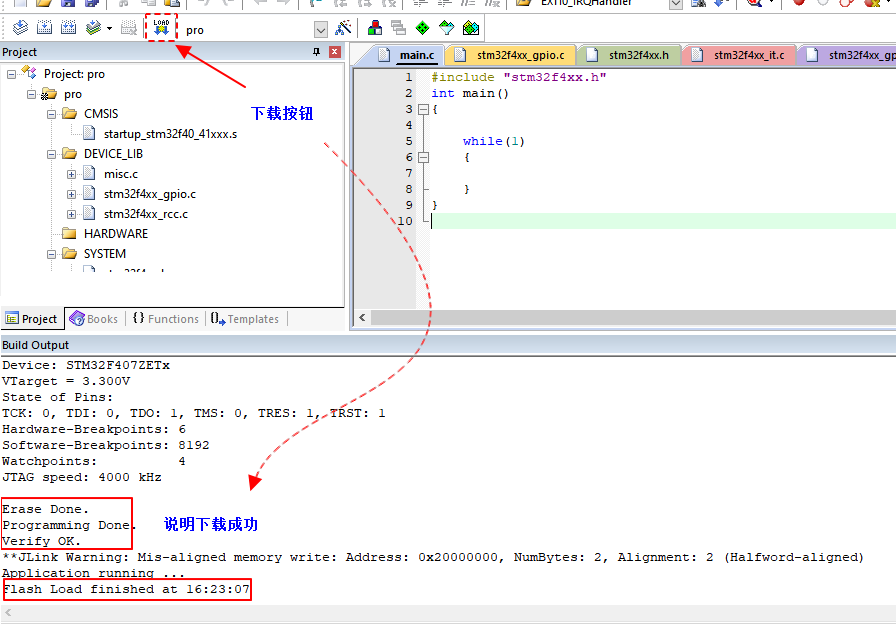 EXTI0_IRQHandler
LOAD
pro
Project
下载按钮
Project: pro
pro
CMSIS
startup_stm32f40_41xxx.s
DEVICE_LIB
misc.c
stm32f4xx_gpio.c
stm32f4xx_rcc.c
HARDWARE
SYSTEM
Project
Books
{} Functions
Templates
main.c
stm32f4xx_gpio.c
stm32f4xx.h
stm32f4xx_it.c
stm32f4xx_gp
1 #include "stm32f4xx.h"
2 int main()
3 {
4
5 while(1)
6 {
7
8 }
9 }
10
Build Output
Device: STM32F407ZETx
VTarget = 3.300V
State of Pins:
TCK: 0, TDI: 0, TDO: 1, TMS: 0, TRES: 1, TRST: 1
Hardware-Breakpoints: 6
Software-Breakpoints: 8192
Watchpoints: 4
JTAG speed: 4000 kHz
Erase Done.
Programming Done.
Verify OK.
说明下载成功
**JLink Warning: Mis-aligned memory write: Address: 0x20000000, NumBytes: 2, Alignment: 2 (Halfword-aligned)
Application running ...
Flash Load finished at 16:23:07